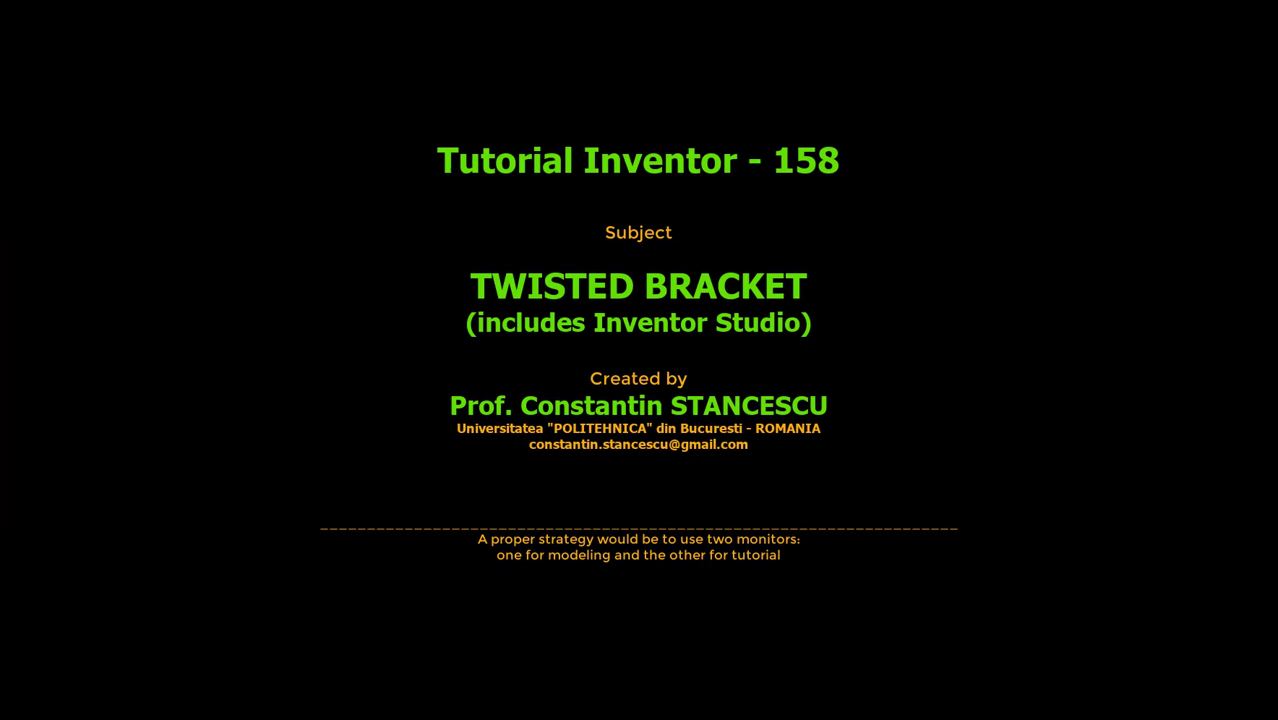 Tutorial Inventor - 158
Subject
TWISTED BRACKET
(includes Inventor Studio)
Created by
Prof. Constantin STANCESCU
Universitatea "POLITEHNICA" din Bucuresti - ROMANIA
constantin.stancescu@gmail.com
A proper strategy would be to use two monitors:
one for modeling and the other for tutorial